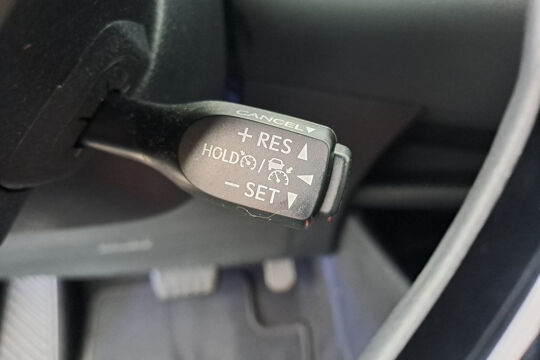 CANCEL▼
+ RES ▲
HOLD / ◀
− SET ▼